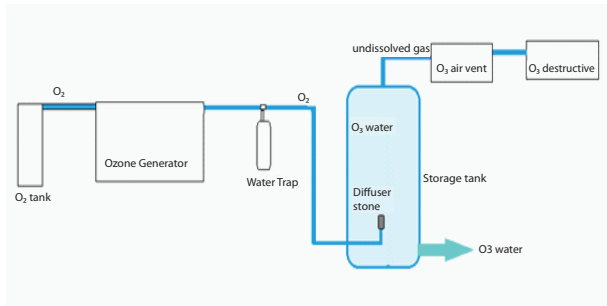 undissolved gas
O₃ air vent
O₃ destructive
O₂
O₂
O₃ water
Ozone Generator
Water Trap
Storage tank
Diffuser
stone
O₂ tank
O3 water